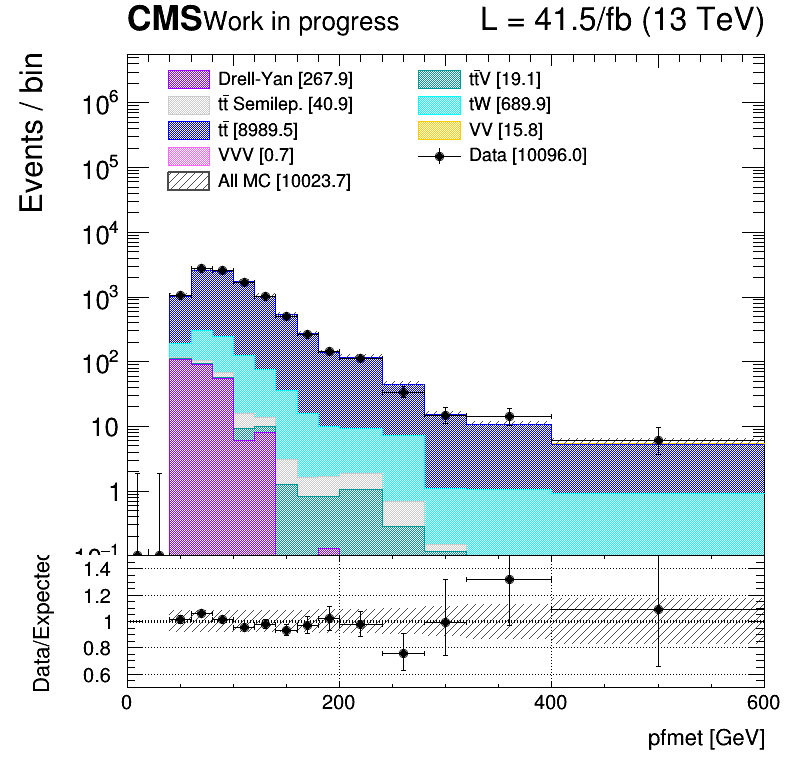 CMS Work in progress L = 41.5/fb (13 TeV)
Events / bin
Drell-Yan [267.9] tt̄V [19.1]
tt̄ Semilep. [40.9] tW [689.9]
tt̄ [8989.5] VV [15.8]
VVV [0.7] Data [10096.0]
All MC [10023.7]
10⁶
10⁵
10⁴
10³
10²
10
1
10⁻¹
Data/Expected
1.4
1.2
1
0.8
0.6
0 200 400 600
pfmet [GeV]